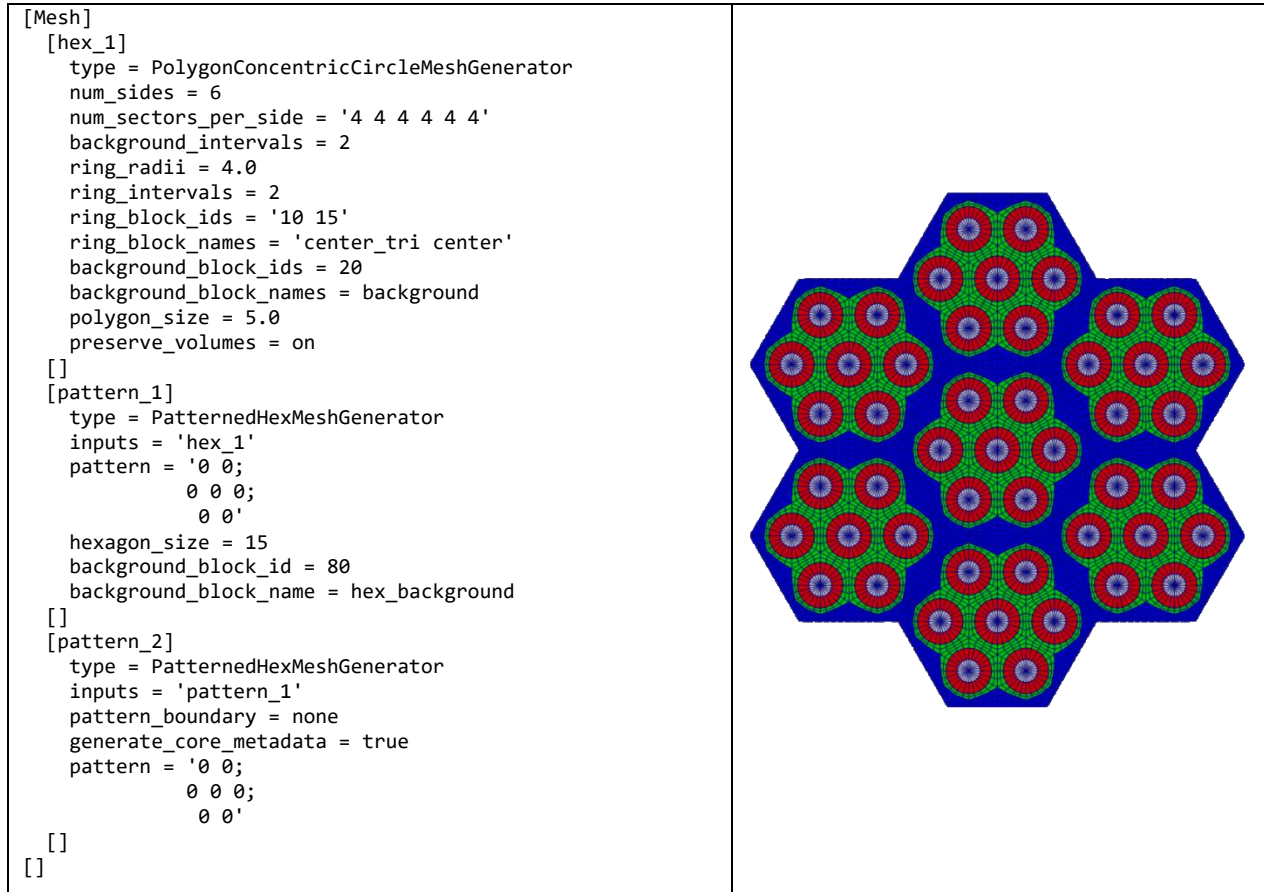 [Mesh]
  [hex_1]
    type = PolygonConcentricCircleMeshGenerator
    num_sides = 6
    num_sectors_per_side = '4 4 4 4 4 4'
    background_intervals = 2
    ring_radii = 4.0
    ring_intervals = 2
    ring_block_ids = '10 15'
    ring_block_names = 'center_tri center'
    background_block_ids = 20
    background_block_names = background
    polygon_size = 5.0
    preserve_volumes = on
  []
  [pattern_1]
    type = PatternedHexMeshGenerator
    inputs = 'hex_1'
    pattern = '0 0;
              0 0 0;
               0 0'
    hexagon_size = 15
    background_block_id = 80
    background_block_name = hex_background
  []
  [pattern_2]
    type = PatternedHexMeshGenerator
    inputs = 'pattern_1'
    pattern_boundary = none
    generate_core_metadata = true
    pattern = '0 0;
              0 0 0;
               0 0'
  []
[]